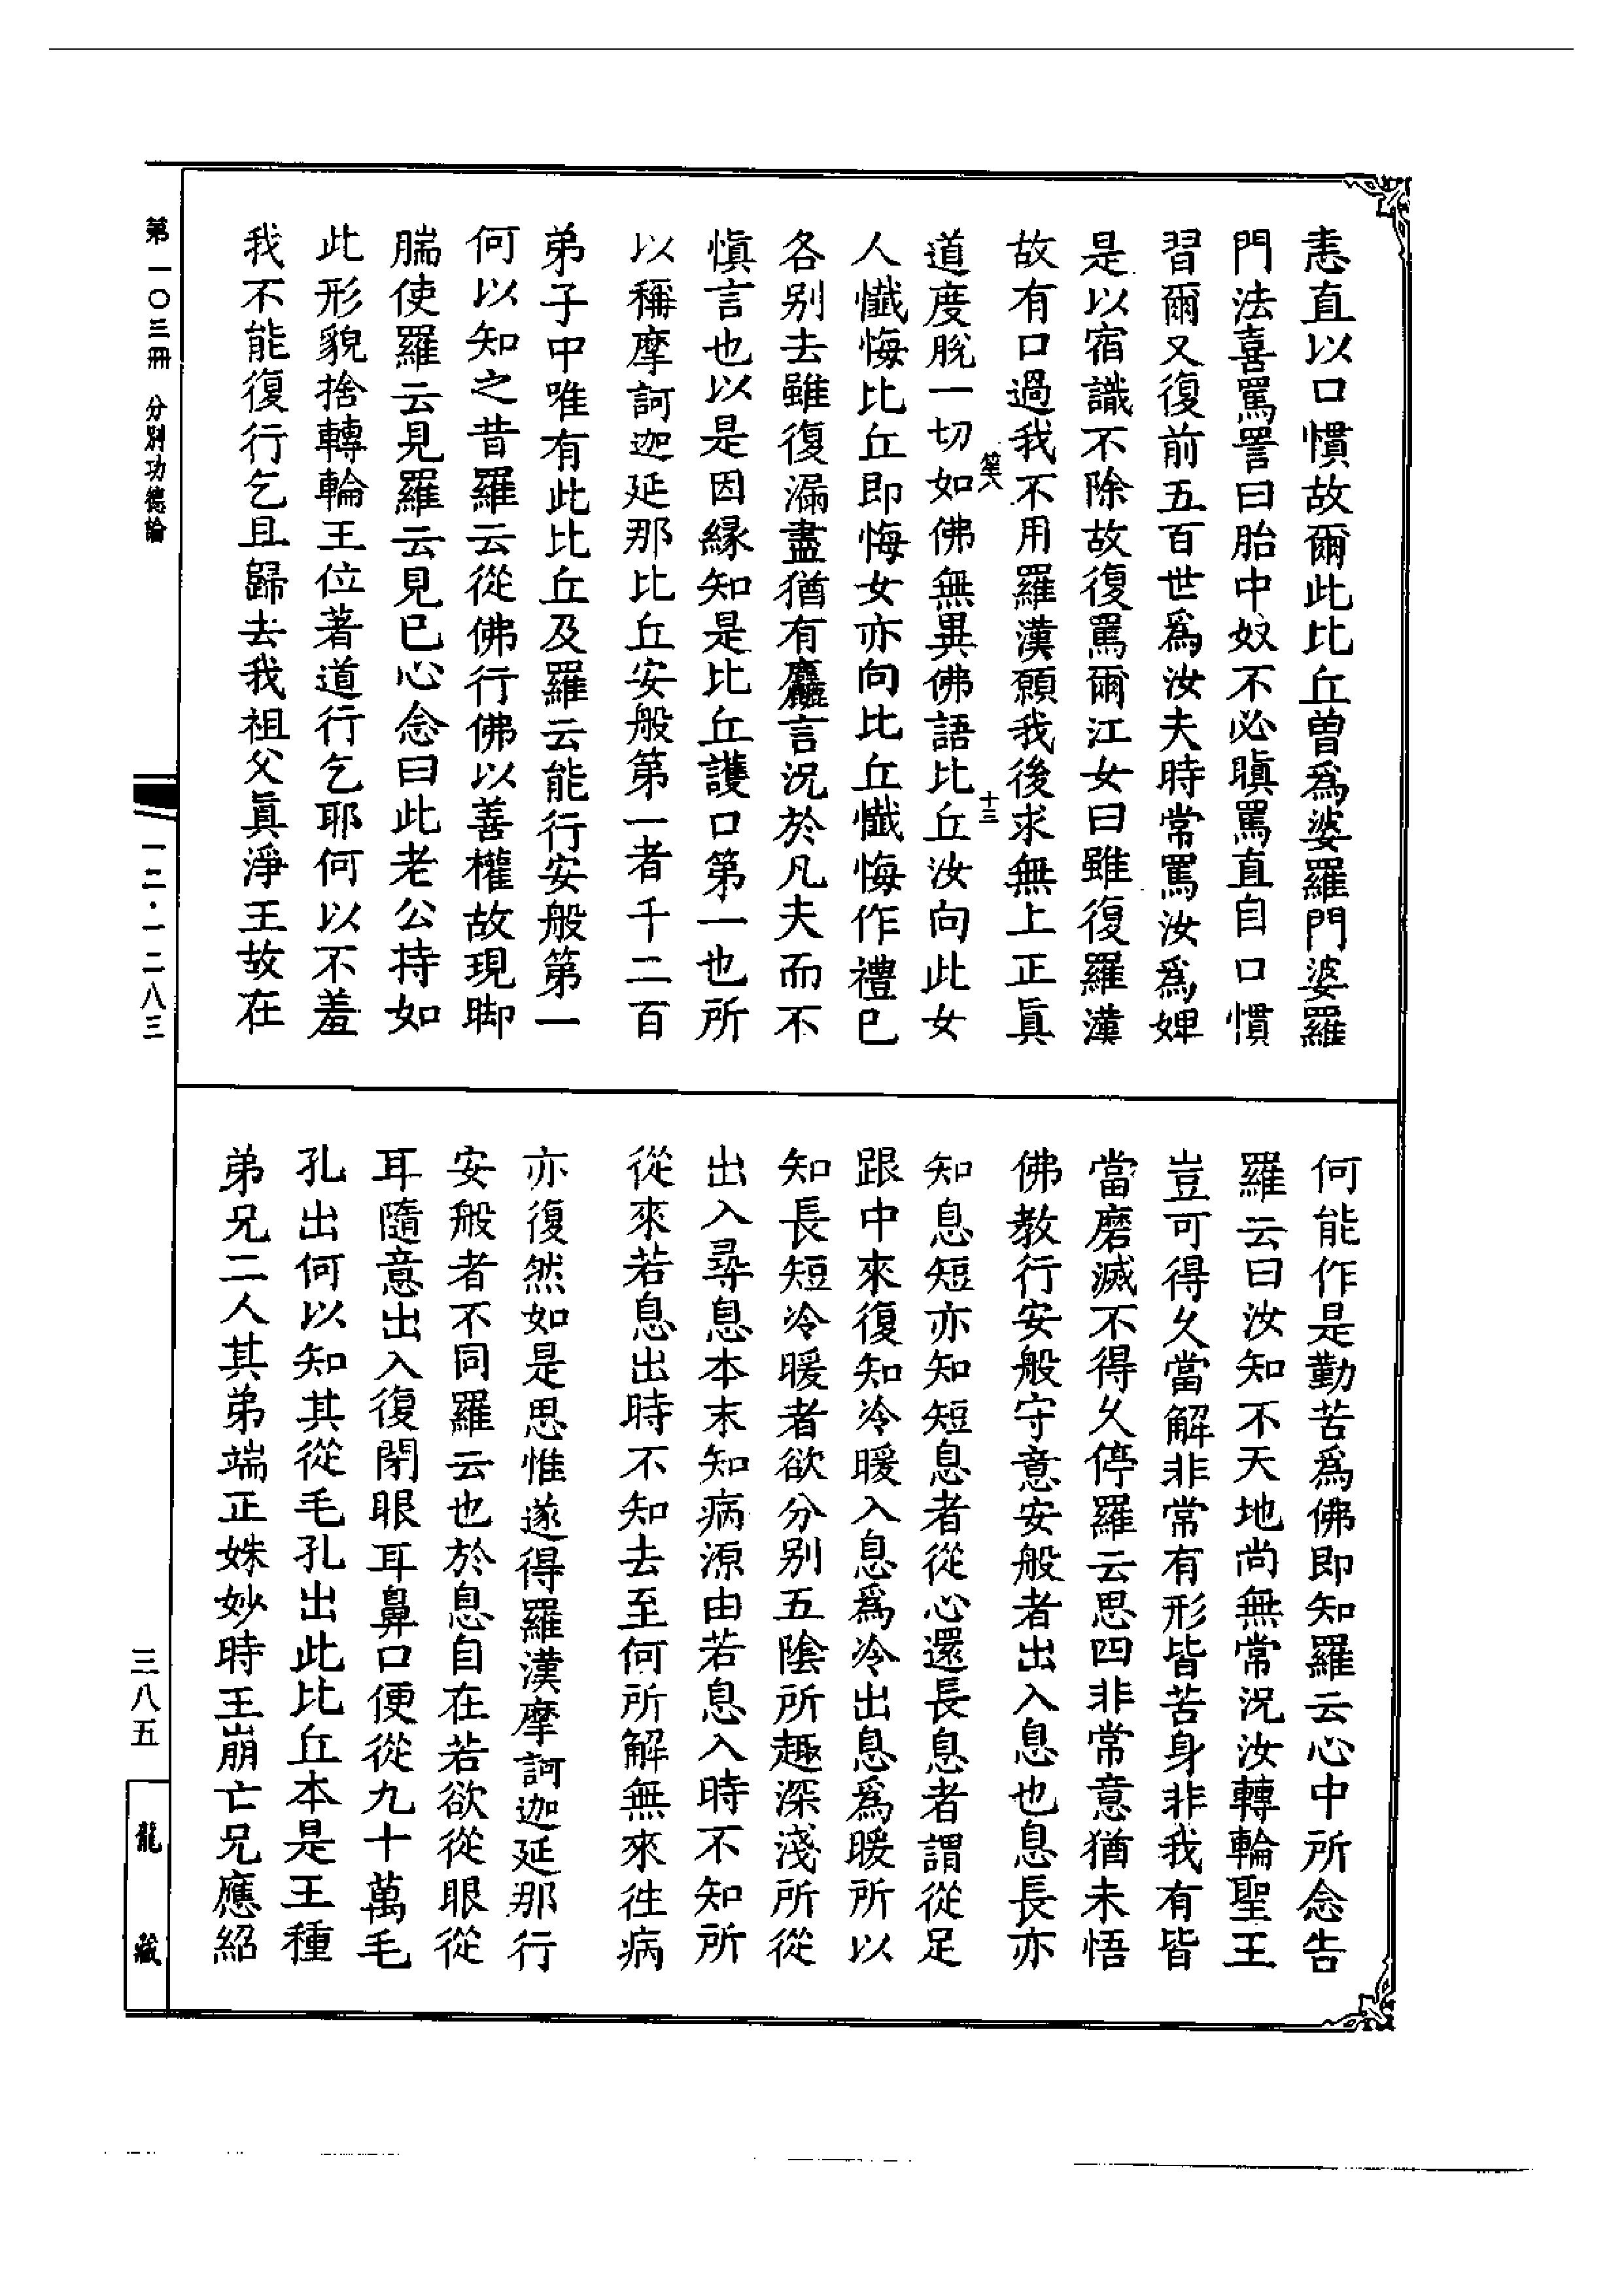 恚直以口慣故爾此比丘曽爲婆羅門婆羅
門法喜罵詈曰胎中奴不必瞋罵直自口慣
習爾又復前五百世爲汝夫時常罵汝爲婢
是以宿識不除故復罵爾江女曰雖復羅漢
故有口過我不用羅漢願我後求無上正眞
笙八 十三
道度脫一切如佛無異佛語比丘汝向此女
人懺悔比丘即悔女亦向比丘懺悔作禮已
各别去雖復漏盡猶有麤言況於凡夫而不
愼言也以是因縁知是比丘護口第一也所
以稱摩訶迦延那比丘安般第一者千二百
弟子中唯有此比丘及羅云能行安般第一
何以知之昔羅云從佛行佛以善權故現脚
腨使羅云見羅云見已心念曰此老公持如
此形貌捨轉輪王位著道行乞耶何以不羞
我不能復行乞且歸去我祖父眞淨王故在
何能作是勤苦爲佛即知羅云心中所念告
羅云曰汝知不天地尚無常況汝轉輪聖王
豈可得久當解非常有形皆苦身非我有皆
當磨滅不得久停羅云思四非常意猶未悟
佛教行安般守意安般者出入息也息長亦
知息短亦知短息者從心還長息者謂從足
跟中來復知冷暖入息爲冷出息爲暖所以
知長短冷暖者欲分别五陰所趣深淺所從
出入尋息本末知病源由若息入時不知所
從來若息出時不知去至何所解無來往病
亦復然如是思惟遂得羅漢摩訶迦延那行
安般者不同羅云也於息自在若欲從眼從
耳隨意出入復閉眼耳鼻口便從九十萬毛
孔出何以知其從毛孔出此比丘本是王種
弟兄二人其弟端正姝妙時王崩亡兄應紹
第一〇三冊 分別功德論
一二·一二八三
三八五
龍藏